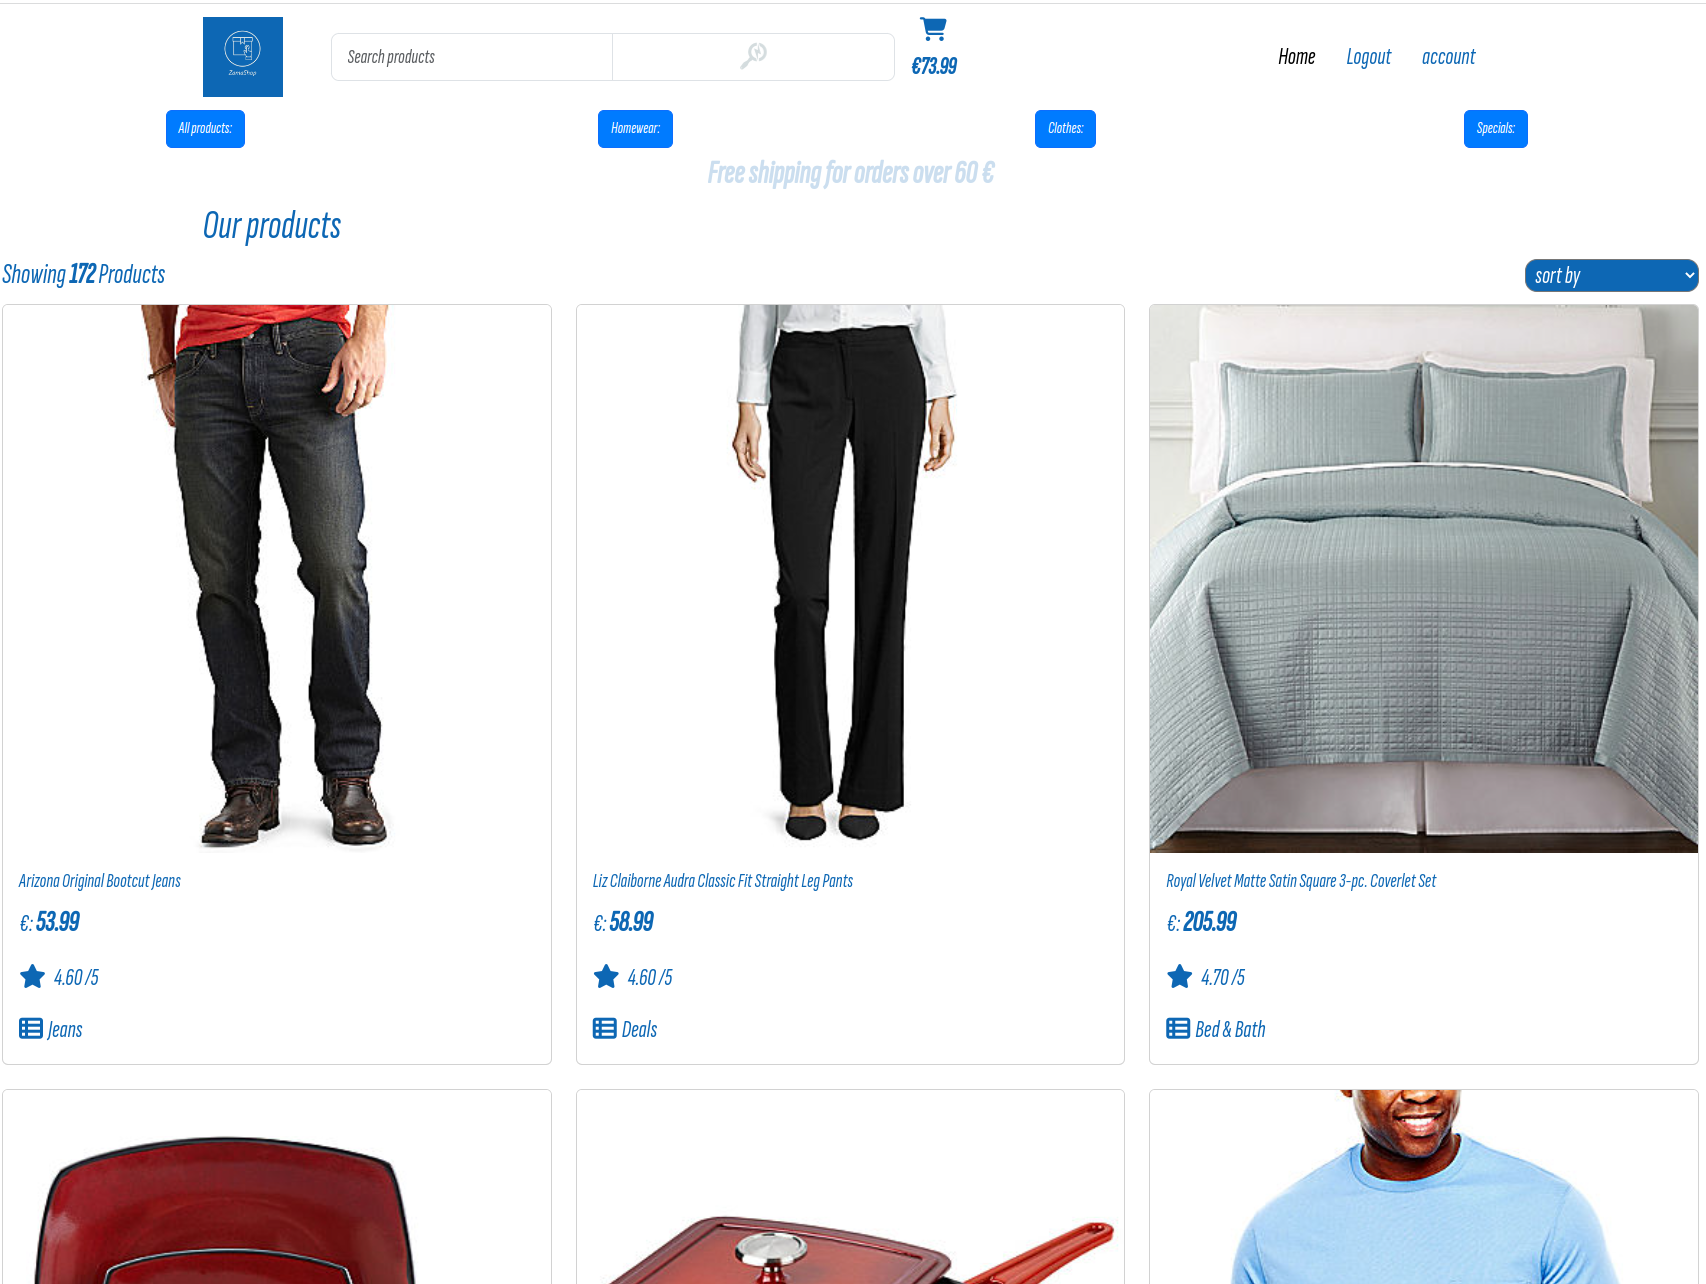 ZamaShop
Search products
€73.99
Home
Logout
account
All products:
Homewear:
Clothes:
Specials:
Free shipping for orders over 60 €
Our products
Showing 172 Products
sort by
Arizona Original Bootcut Jeans
€: 53.99
4.60 /5
Jeans
Liz Claiborne Audra Classic Fit Straight Leg Pants
€: 58.99
4.60 /5
Deals
Royal Velvet Matte Satin Square 3-pc. Coverlet Set
€: 205.99
4.70 /5
Bed & Bath